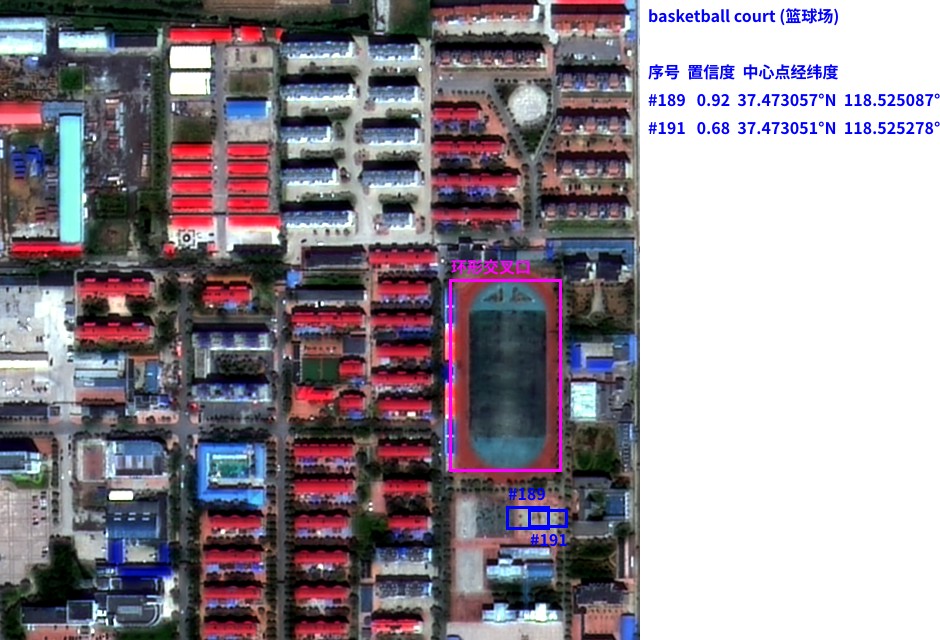 basketball court (篮球场)
序号 置信度 中心点经纬度
#189 0.92 37.473057°N 118.525087°
#191 0.68 37.473051°N 118.525278°
环形交叉口
#189
#191